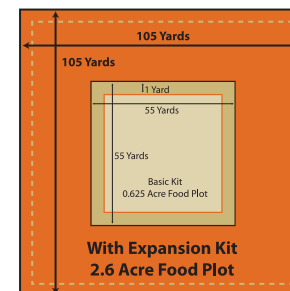 105 Yards
105 Yards
1 Yard
55 Yards
55 Yards
Basic Kit
0.625 Acre Food Plot
With Expansion Kit
2.6 Acre Food Plot